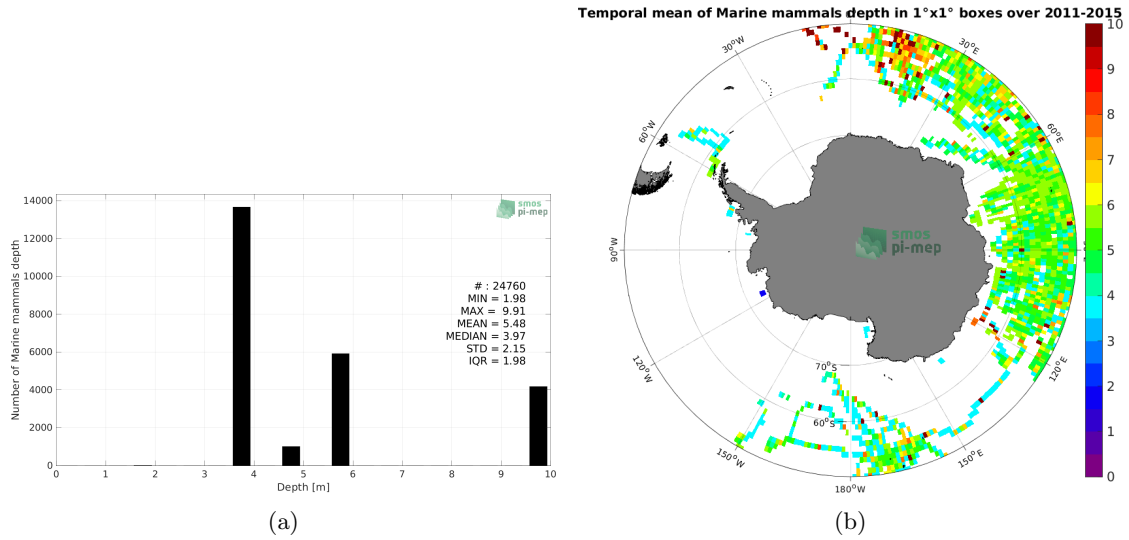 Temporal mean of Marine mammals depth in 1°x1° boxes over 2011-2015
14000
12000
10000
8000
6000
4000
2000
0
Number of Marine mammals depth
smos
pi-mep
# : 24760
MIN = 1.98
MAX = 9.91
MEAN = 5.48
MEDIAN = 3.97
STD = 2.15
IQR = 1.98
0 1 2 3 4 5 6 7 8 9 10
Depth [m]
(a)
30°W
30°E
60°W
60°E
90°W
smos
pi-mep
120°W
120°E
70°S
60°S
150°W
150°E
180°W
10
9
8
7
6
5
4
3
2
1
0
(b)